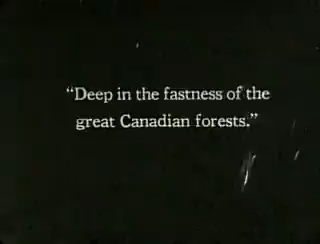 “Deep in the fastness of the
great Canadian forests.”